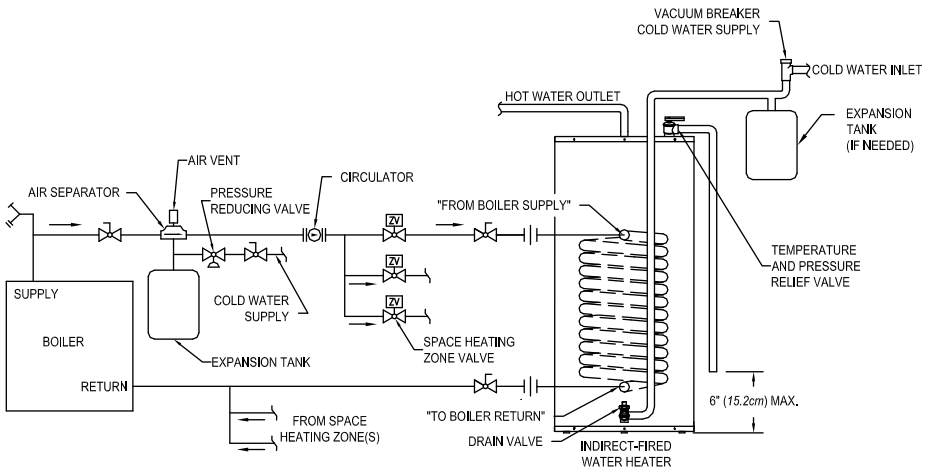 VACUUM BREAKER
COLD WATER SUPPLY
COLD WATER INLET
HOT WATER OUTLET
EXPANSION
TANK
(IF NEEDED)
AIR VENT
AIR SEPARATOR
PRESSURE
REDUCING VALVE
CIRCULATOR
"FROM BOILER SUPPLY"
ZV
ZV
ZV
TEMPERATURE
AND PRESSURE
RELIEF VALVE
SUPPLY
BOILER
RETURN
COLD WATER
SUPPLY
EXPANSION TANK
SPACE HEATING
ZONE VALVE
"TO BOILER RETURN"
6" (15.2cm) MAX.
FROM SPACE
HEATING ZONE(S)
DRAIN VALVE
INDIRECT-FIRED
WATER HEATER